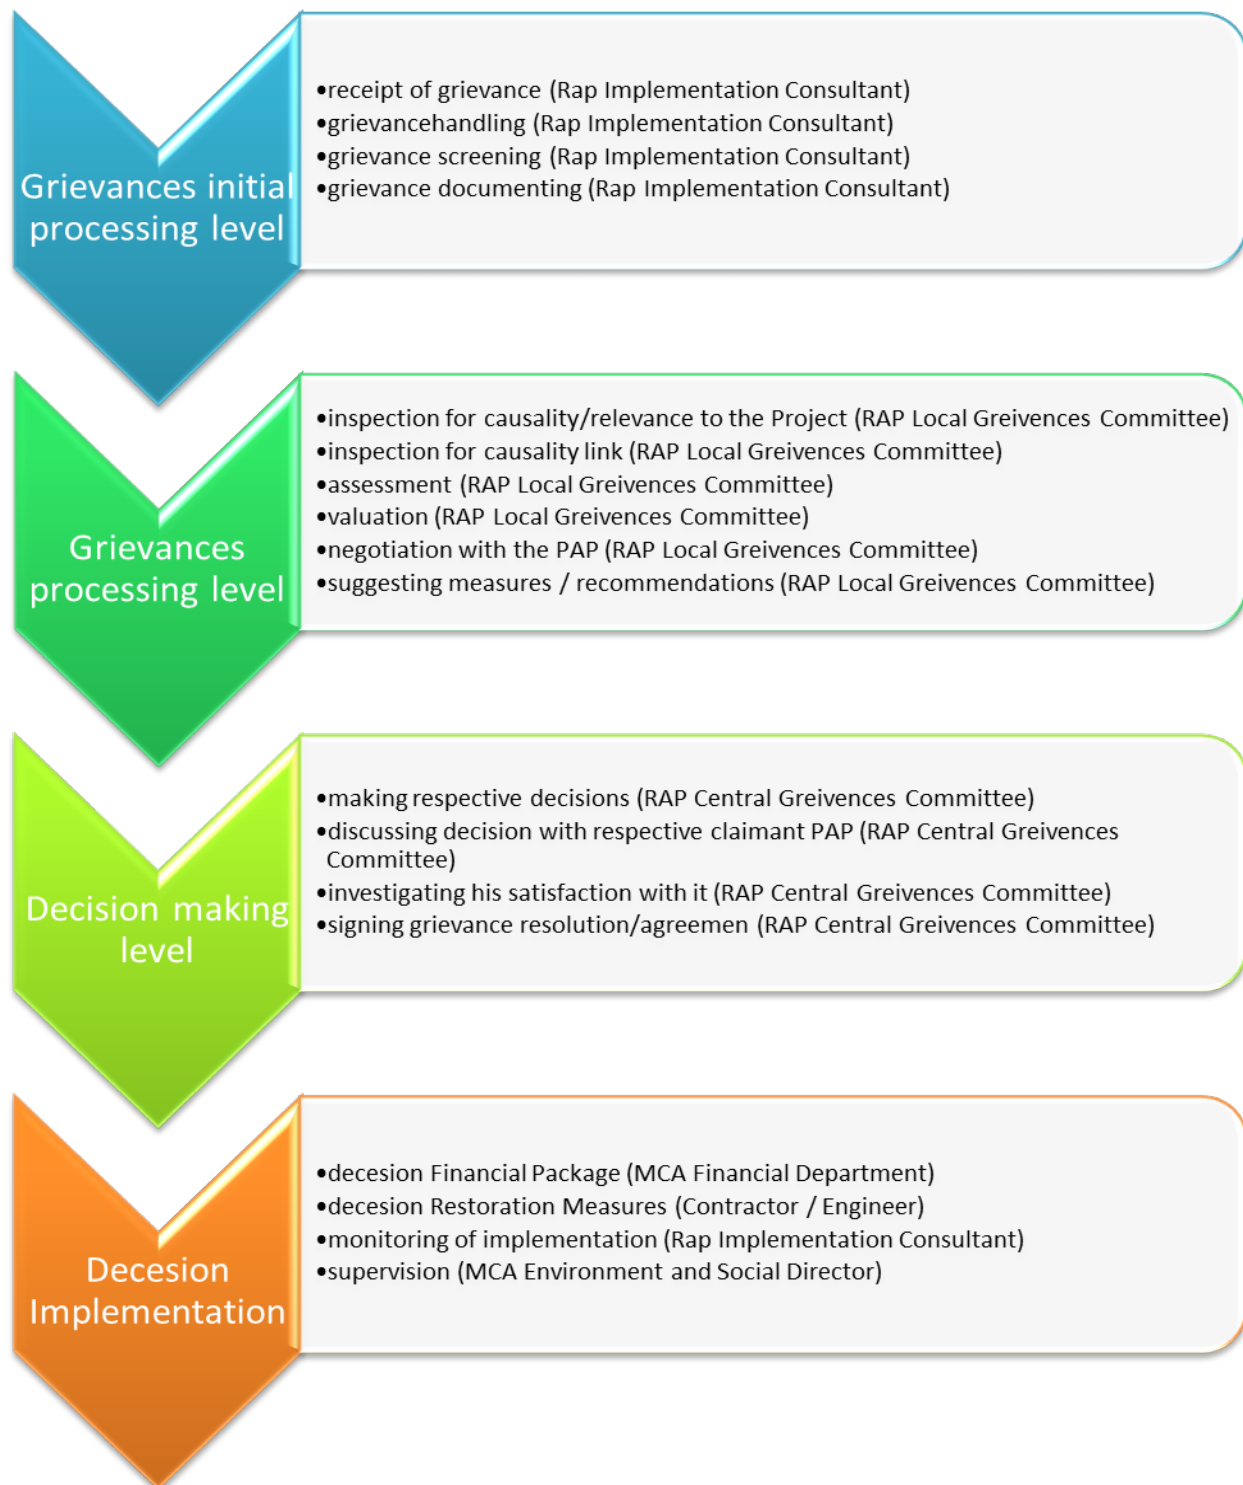 Grievances initial
processing level
•receipt of grievance (Rap Implementation Consultant)
•grievancehandling (Rap Implementation Consultant)
•grievance screening (Rap Implementation Consultant)
•grievance documenting (Rap Implementation Consultant)
Grievances
processing level
•inspection for causality/relevance to the Project (RAP Local Greivences Committee)
•inspection for causality link (RAP Local Greivences Committee)
•assessment (RAP Local Greivences Committee)
•valuation (RAP Local Greivences Committee)
•negotiation with the PAP (RAP Local Greivences Committee)
•suggesting measures / recommendations (RAP Local Greivences Committee)
Decision making
level
•making respective decisions (RAP Central Greivences Committee)
•discussing decision with respective claimant PAP (RAP Central Greivences
Committee)
•investigating his satisfaction with it (RAP Central Greivences Committee)
•signing grievance resolution/agreemen (RAP Central Greivences Committee)
Decesion
Implementation
•decesion Financial Package (MCA Financial Department)
•decesion Restoration Measures (Contractor / Engineer)
•monitoring of implementation (Rap Implementation Consultant)
•supervision (MCA Environment and Social Director)